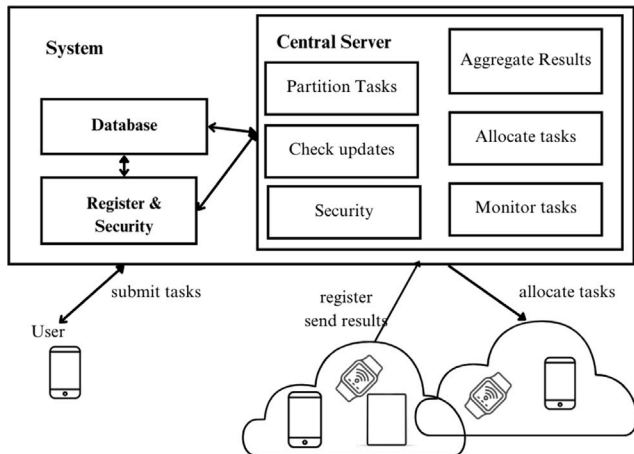 System
Central Server
Partition Tasks
Aggregate Results
Database
Check updates
Allocate tasks
Register &
Security
Security
Monitor tasks
submit tasks
register
send results
allocate tasks
User